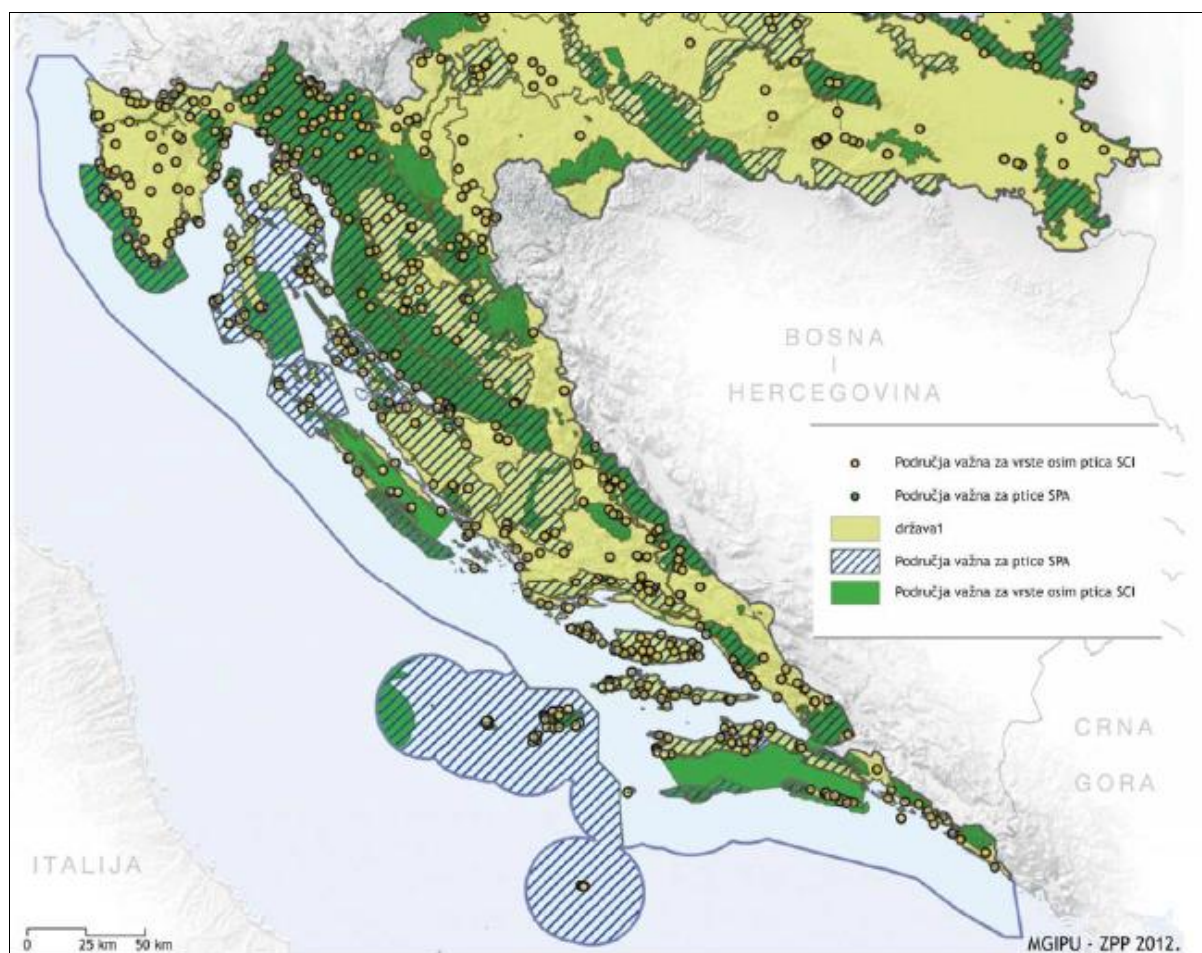 BOSNA
I
HERCEGOVINA
Područja važna za vrste osim ptica SCI
Područja važna za ptice SPA
država1
Područja važna za ptice SPA
Područja važna za vrste osim ptica SCI
CRNA
GORA
ITALIJA
0 25 km 50 km
MGIPU - ZPP 2012.